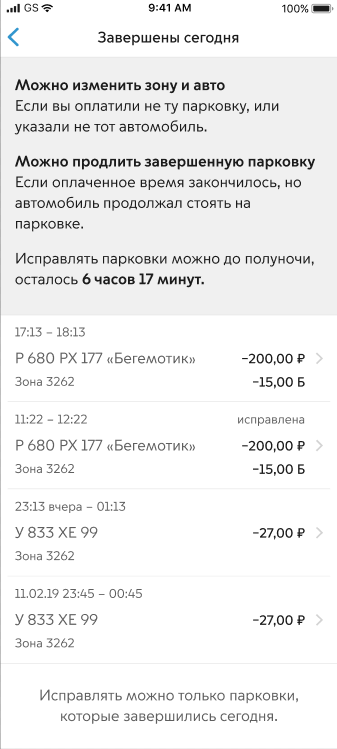 GS 9:41 AM 100%
Завершены сегодня
Можно изменить зону и авто
Если вы оплатили не ту парковку, или
указали не тот автомобиль.
Можно продлить завершенную парковку
Если оплаченное время закончилось, но
автомобиль продолжал стоять на
парковке.
Исправлять парковки можно до полуночи,
осталось 6 часов 17 минут.
17:13 – 18:13
Р 680 РХ 177 «Бегемотик» -200,00 ₽
Зона 3262 -15,00 Б
11:22 – 12:22 исправлена
Р 680 РХ 177 «Бегемотик» -200,00 ₽
Зона 3262 -15,00 Б
23:13 вчера – 01:13
У 833 ХЕ 99 -27,00 ₽
Зона 3262
11.02.19 23:45 – 00:45
У 833 ХЕ 99 -27,00 ₽
Зона 3262
Исправлять можно только парковки,
которые завершились сегодня.